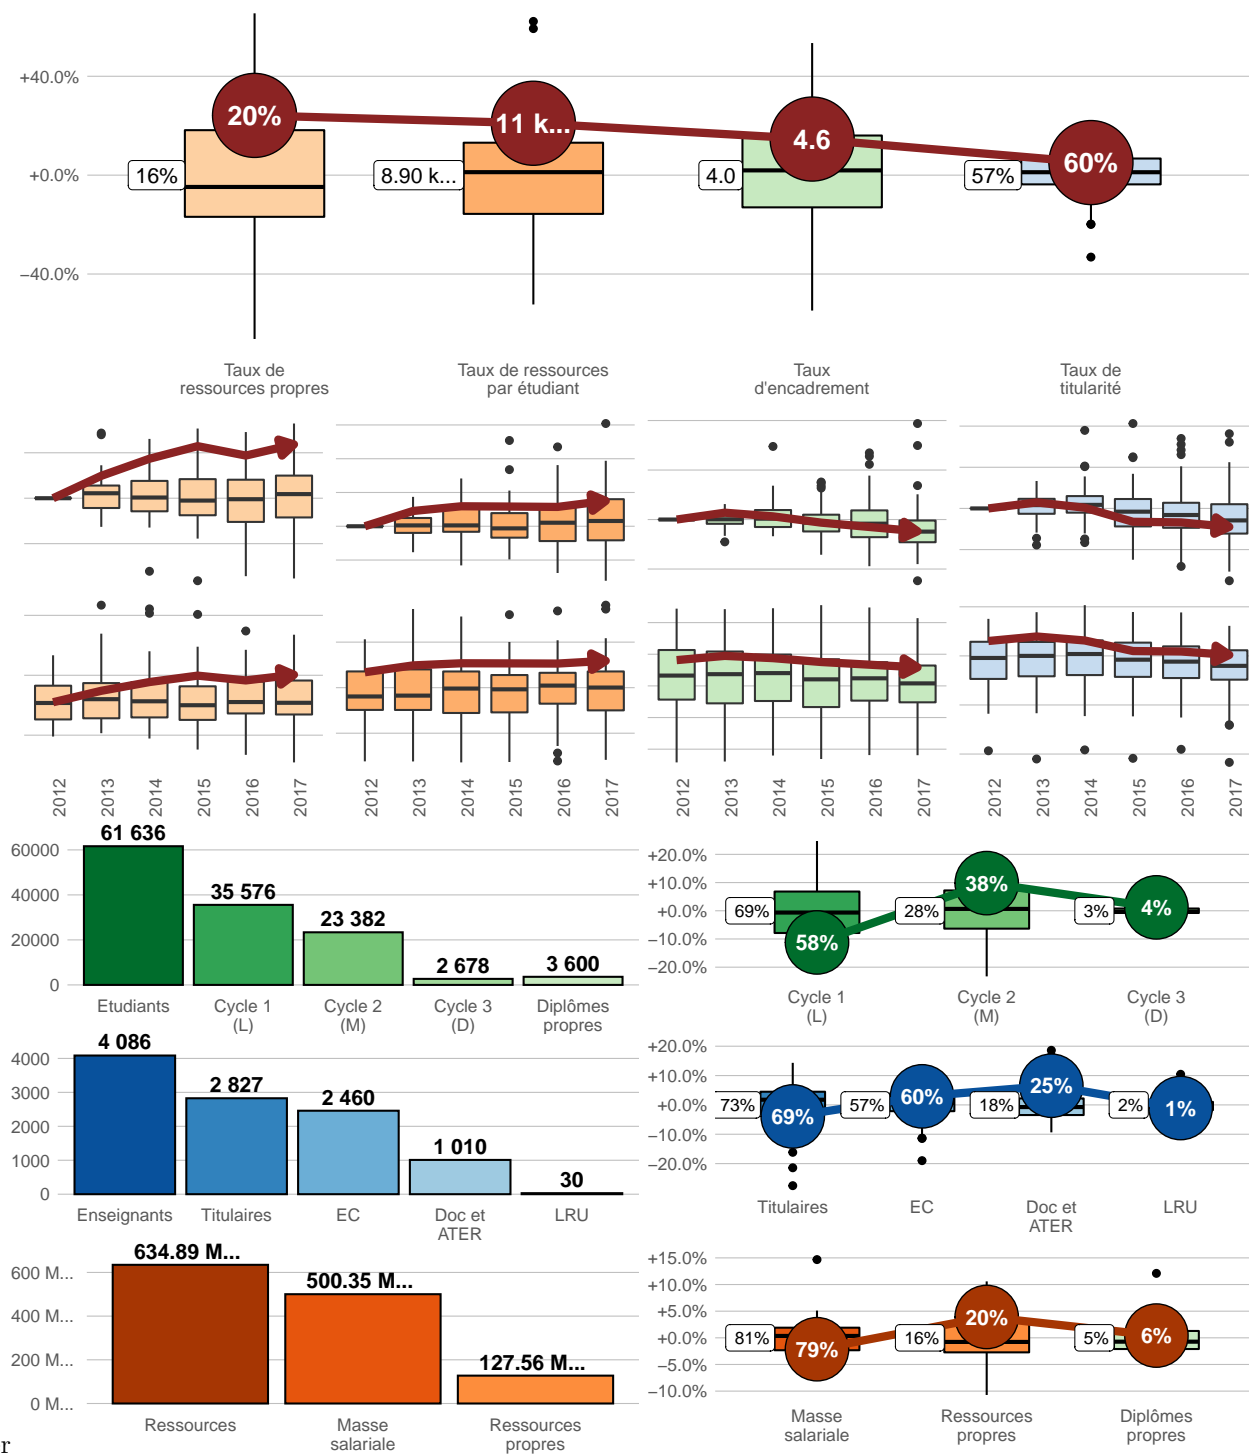 +40.0%
+0.0%
−40.0%
20%
11 k...
4.6
60%
16%
8.90 k...
4.0
57%
Taux de
ressources propres
Taux de ressources
par étudiant
Taux
d'encadrement
Taux de
titularité
2012
2013
2014
2015
2016
2017
2012
2013
2014
2015
2016
2017
2012
2013
2014
2015
2016
2017
2012
2013
2014
2015
2016
2017
60000
40000
20000
0
61 636
35 576
23 382
2 678
3 600
Etudiants
Cycle 1
(L)
Cycle 2
(M)
Cycle 3
(D)
Diplômes
propres
+20.0%
+10.0%
+0.0%
−10.0%
−20.0%
69%
58%
28%
38%
3%
4%
Cycle 1
(L)
Cycle 2
(M)
Cycle 3
(D)
4000
3000
2000
1000
0
4 086
2 827
2 460
1 010
30
Enseignants
Titulaires
EC
Doc et
ATER
LRU
+20.0%
+10.0%
+0.0%
−10.0%
−20.0%
73%
69%
57%
60%
18%
25%
2%
1%
Titulaires
EC
Doc et
ATER
LRU
600 M...
400 M...
200 M...
0 M...
634.89 M...
500.35 M...
127.56 M...
Ressources
Masse
salariale
Ressources
propres
+15.0%
+10.0%
+5.0%
+0.0%
−5.0%
−10.0%
81%
79%
16%
20%
5%
6%
Masse
salariale
Ressources
propres
Diplômes
propres
r